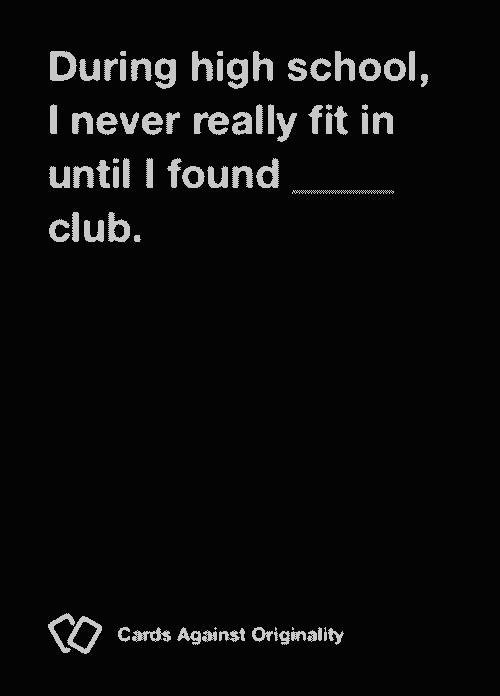 During high school,
I never really fit in
until I found _____
club.
Cards Against Originality